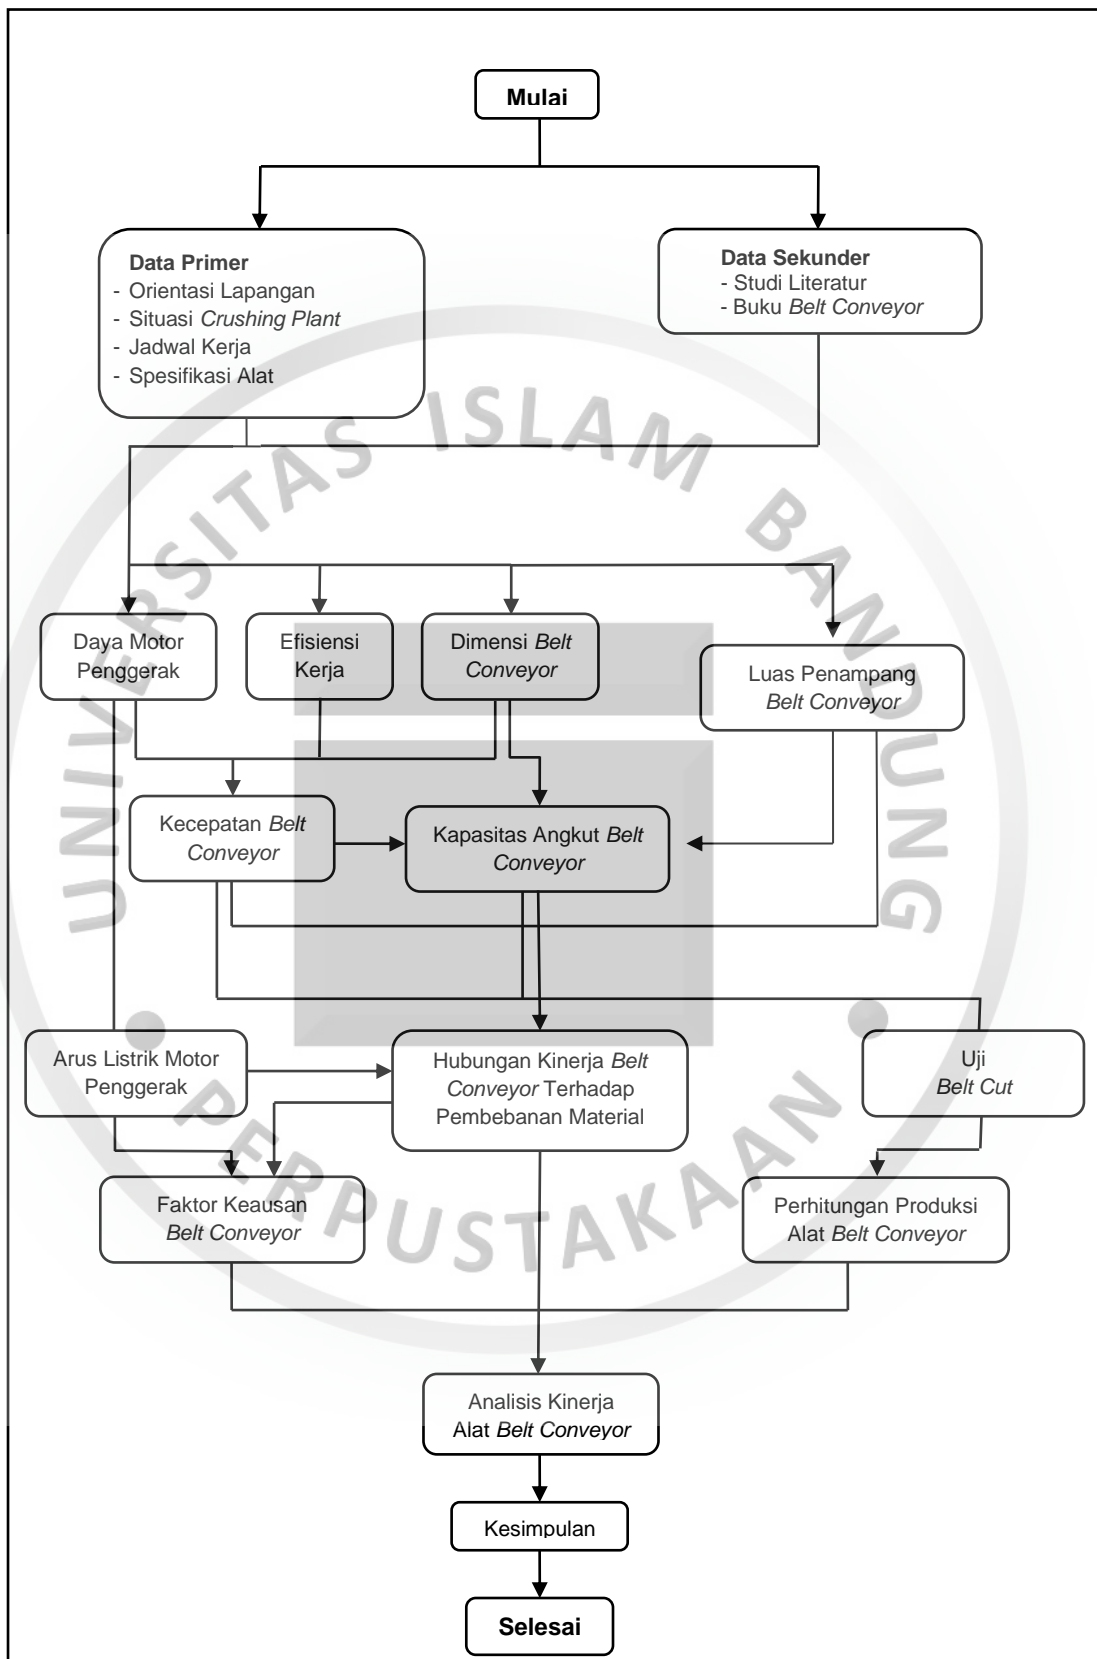 Mulai
Data Primer
- Orientasi Lapangan
- Situasi Crushing Plant
- Jadwal Kerja
- Spesifikasi Alat
Data Sekunder
- Studi Literatur
- Buku Belt Conveyor
Daya Motor
Penggerak
Efisiensi
Kerja
Dimensi Belt
Conveyor
Luas Penampang
Belt Conveyor
Kecepatan Belt
Conveyor
Kapasitas Angkut Belt
Conveyor
Arus Listrik Motor
Penggerak
Hubungan Kinerja Belt
Conveyor Terhadap
Pembebanan Material
Uji
Belt Cut
Faktor Keausan
Belt Conveyor
Perhitungan Produksi
Alat Belt Conveyor
Analisis Kinerja
Alat Belt Conveyor
Kesimpulan
Selesai
UNIVERSITAS ISLAM BANDUNG
PERPUSTAKAAN